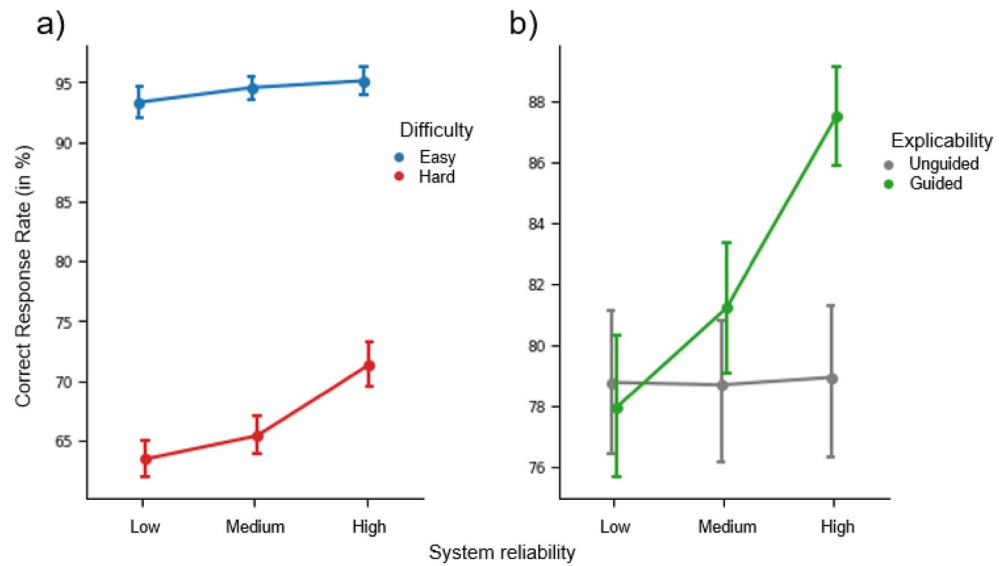 a)
Correct Response Rate (in %)
95
90
85
80
75
70
65
Low Medium High
Difficulty
Easy
Hard
b)
88
86
84
82
80
78
76
Low Medium High
Explicability
Unguided
Guided
System reliability